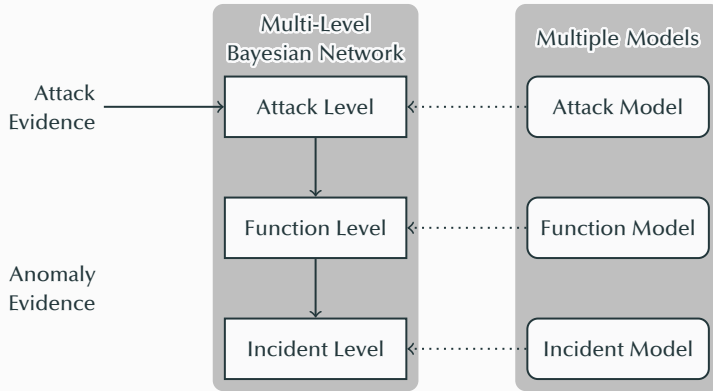 Multi-Level
Bayesian Network
Multiple Models
Attack
Evidence
Attack Level
Attack Model
Function Level
Function Model
Anomaly
Evidence
Incident Level
Incident Model